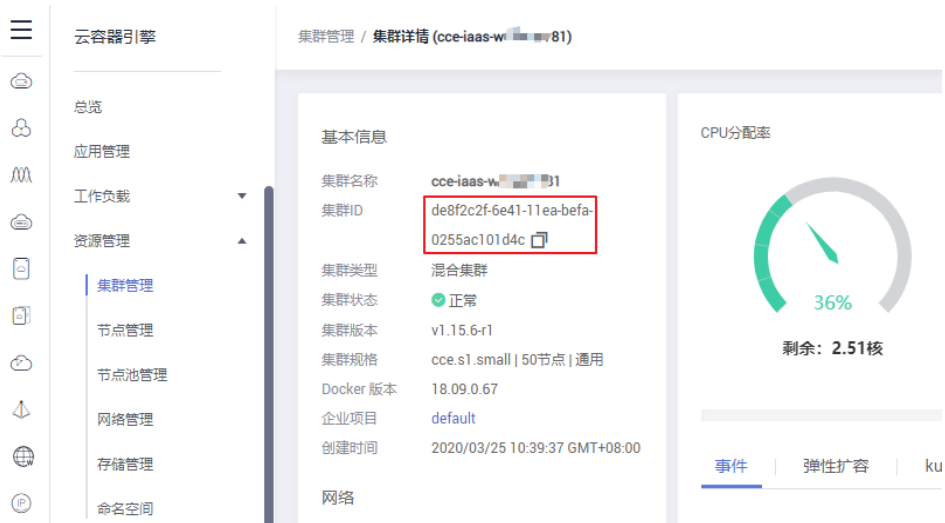 云容器引擎
总览
应用管理
工作负载
资源管理
集群管理
节点管理
节点池管理
网络管理
存储管理
命名空间
集群管理 / 集群详情 (cce-iaas-w 81)
基本信息
集群名称 cce-iaas-w 31
集群ID de8f2c2f-6e41-11ea-befa-
0255ac101d4c
集群类型 混合集群
集群状态 正常
集群版本 v1.15.6-r1
集群规格 cce.s1.small | 50节点 | 通用
Docker 版本 18.09.0.67
企业项目 default
创建时间 2020/03/25 10:39:37 GMT+08:00
网络
CPU分配率
36%
剩余：2.51核
事件 弹性扩容 ku